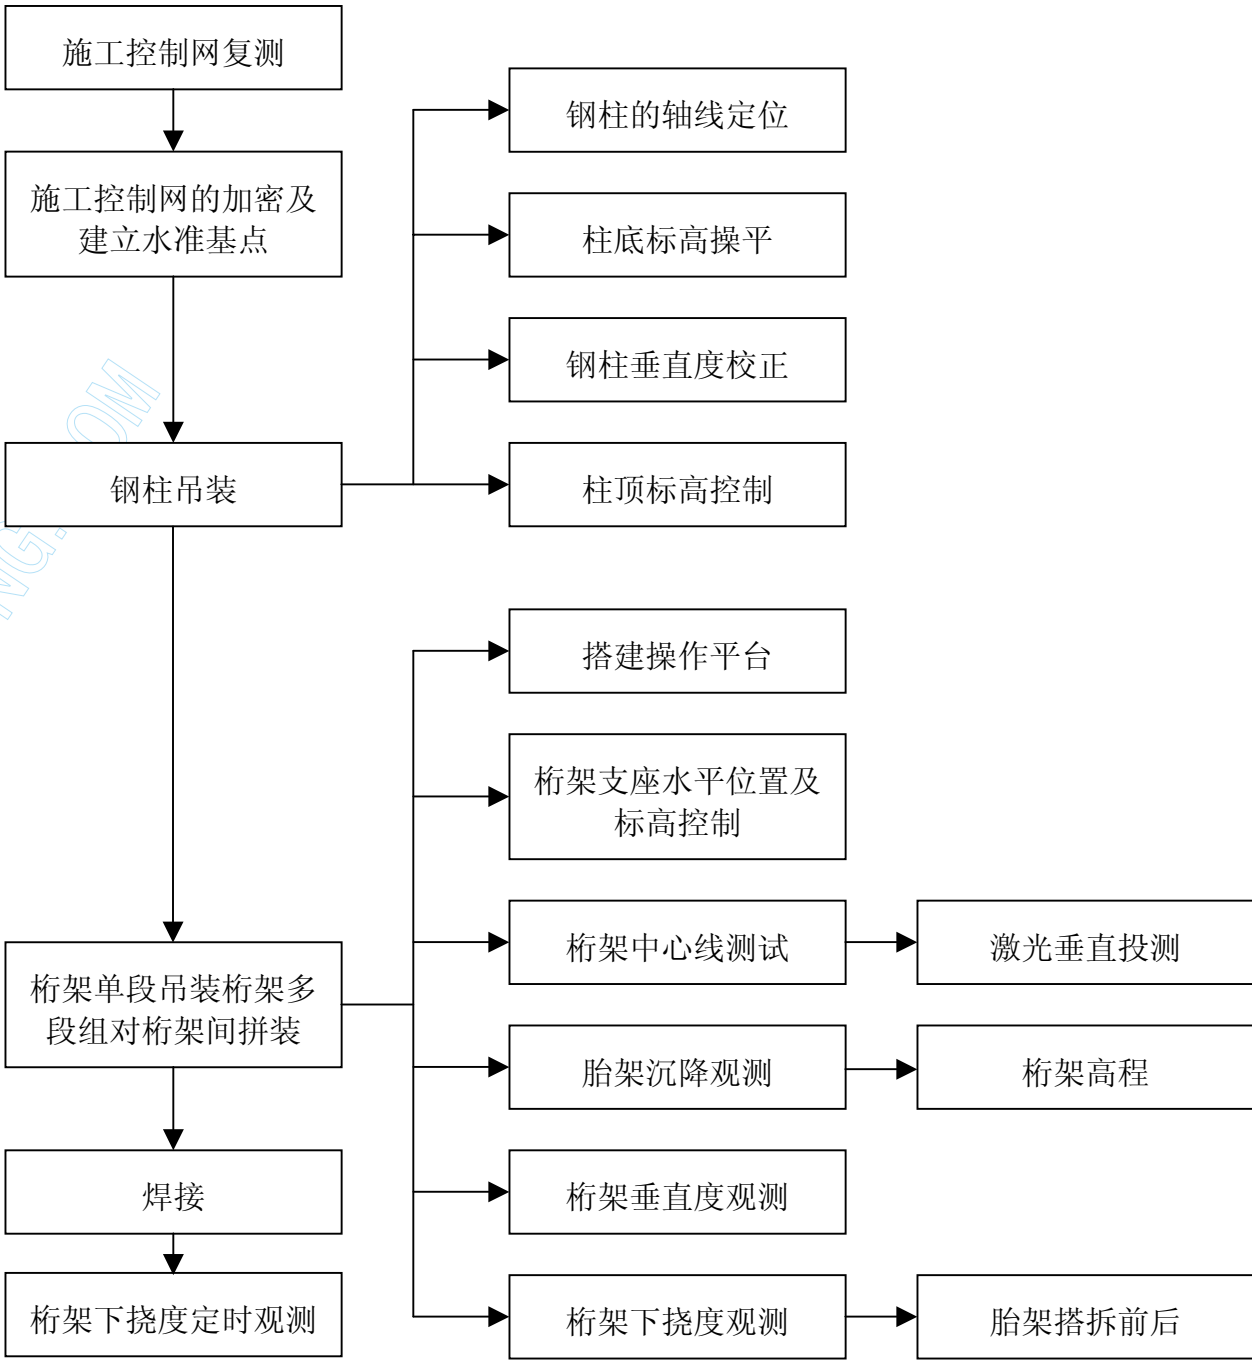 施工控制网复测
钢柱的轴线定位
施工控制网的加密及
建立水准基点
柱底标高操平
钢柱垂直度校正
钢柱吊装
柱顶标高控制
搭建操作平台
桁架支座水平位置及
标高控制
桁架中心线测试
激光垂直投测
桁架单段吊装桁架多
段组对桁架间拼装
胎架沉降观测
桁架高程
焊接
桁架垂直度观测
桁架下挠度定时观测
桁架下挠度观测
胎架搭拆前后
NG.
OM